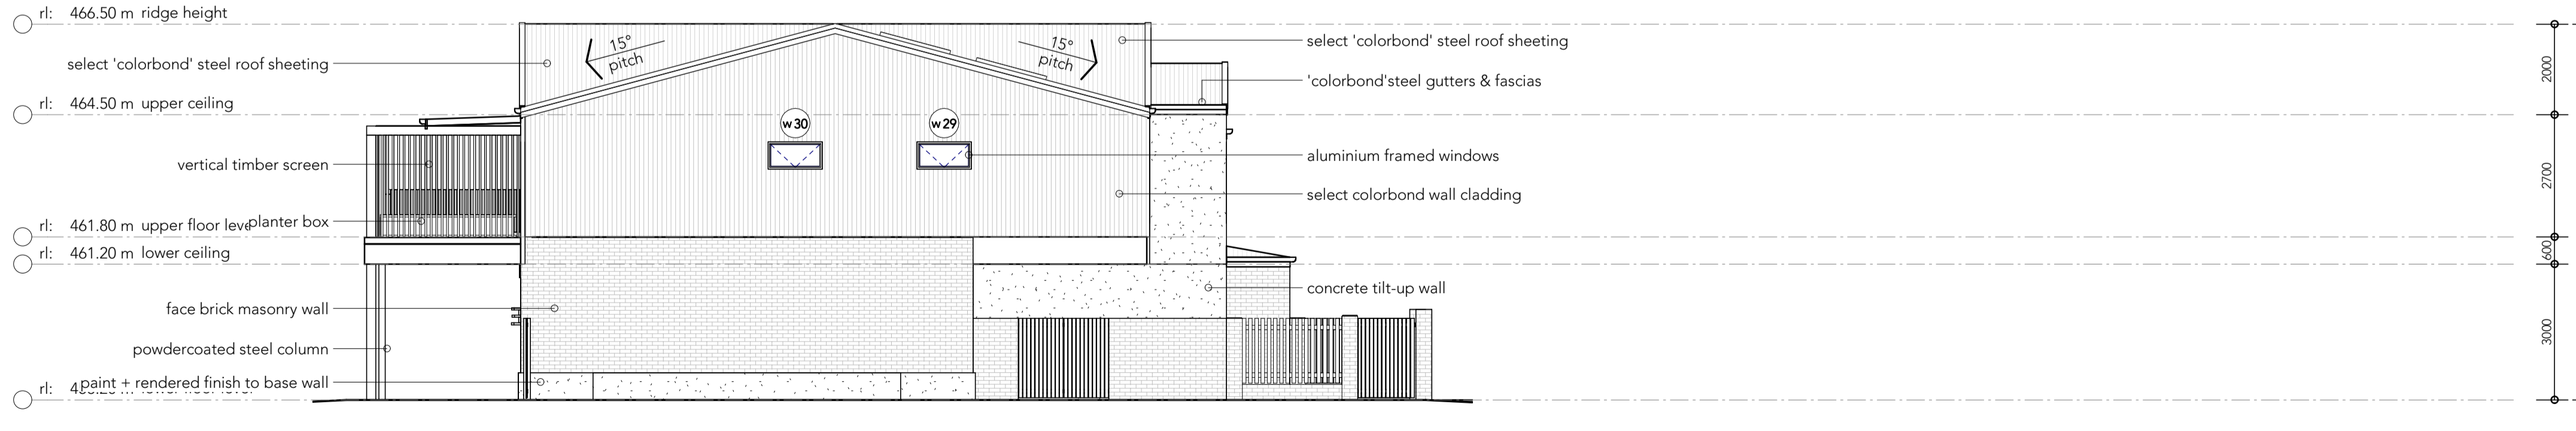 rl: 466.50 m ridge height
select 'colorbond' steel roof sheeting
rl: 464.50 m upper ceiling
vertical timber screen
planter box
rl: 461.80 m upper floor leve
rl: 461.20 m lower ceiling
face brick masonry wall
powdercoated steel column
paint + rendered finish to base wall
rl:
15°
pitch
15°
pitch
w 30
w 29
select 'colorbond' steel roof sheeting
'colorbond'steel gutters & fascias
aluminium framed windows
select colorbond wall cladding
concrete tilt-up wall
2000
2700
600
3000